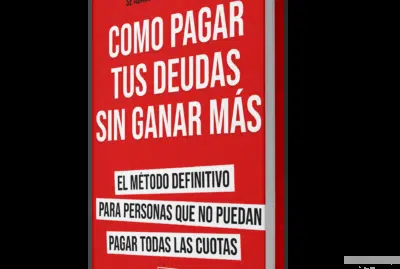 COMO PAGAR
TUS DEUDAS
SIN GANAR MÁS
EL MÉTODO DEFINITIVO
PARA PERSONAS QUE NO PUEDAN
PAGAR TODAS LAS CUOTAS